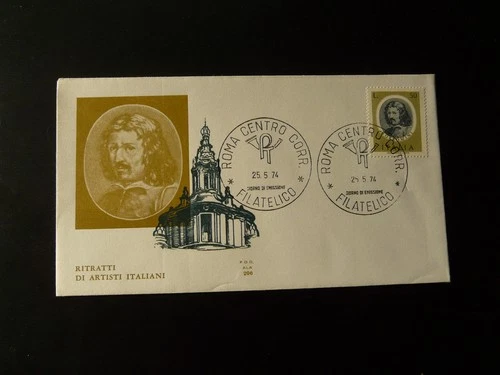 RITRATTI
DI ARTISTI ITALIANI
ROMA CENTRO CORR.
25.5.74
GIORNO DI EMISSIONE
* FILATELICO *
ROMA CENTRO CORR.
25.5.74
GIORNO DI EMISSIONE
* FILATELICO *
L. 50